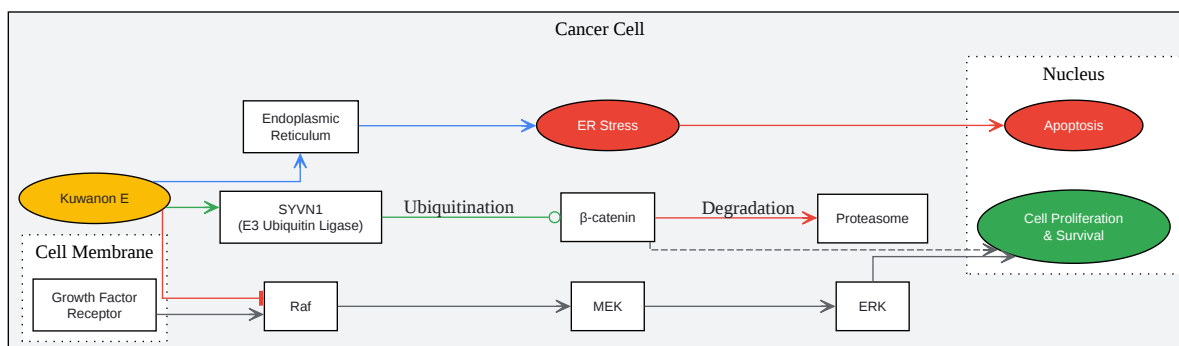 Cancer Cell
Nucleus
Endoplasmic
Reticulum
ER Stress
Apoptosis
Kuwanon E
SYVN1
(E3 Ubiquitin Ligase)
Ubiquitination
β-catenin
Degradation
Proteasome
Cell Proliferation
& Survival
Cell Membrane
Growth Factor
Receptor
Raf
MEK
ERK